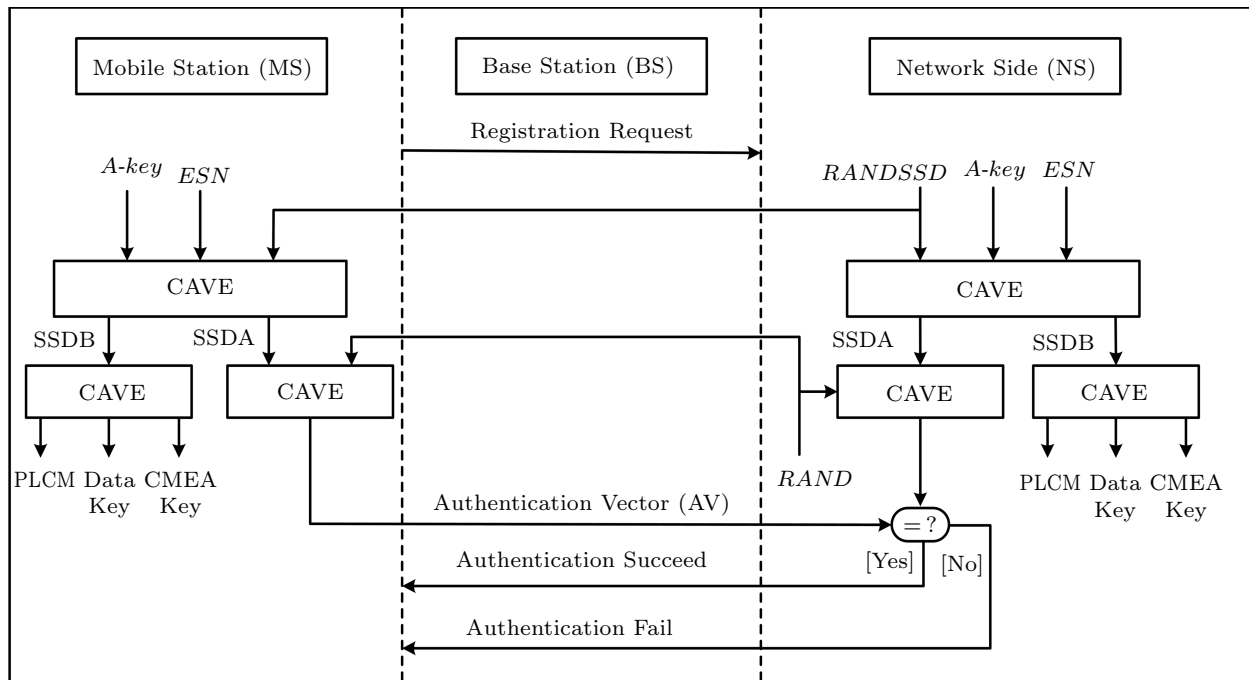 Mobile Station (MS)
Base Station (BS)
Network Side (NS)
Registration Request
A-key
ESN
RANDSSD
A-key
ESN
CAVE
CAVE
SSDB
SSDA
SSDA
SSDB
CAVE
CAVE
CAVE
CAVE
PLCM
Data
Key
CMEA
Key
RAND
PLCM
Data
Key
CMEA
Key
Authentication Vector (AV)
= ?
Authentication Succeed
[Yes]
[No]
Authentication Fail